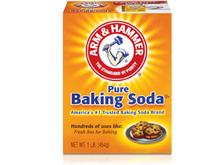 ARM & HAMMER
THE STANDARD OF PURITY
Pure
Baking Soda
America's #1 Trusted Baking Soda Brand
Hundreds of uses like:
Fresh Box for Baking
NET WT. 1 LB. (454g)